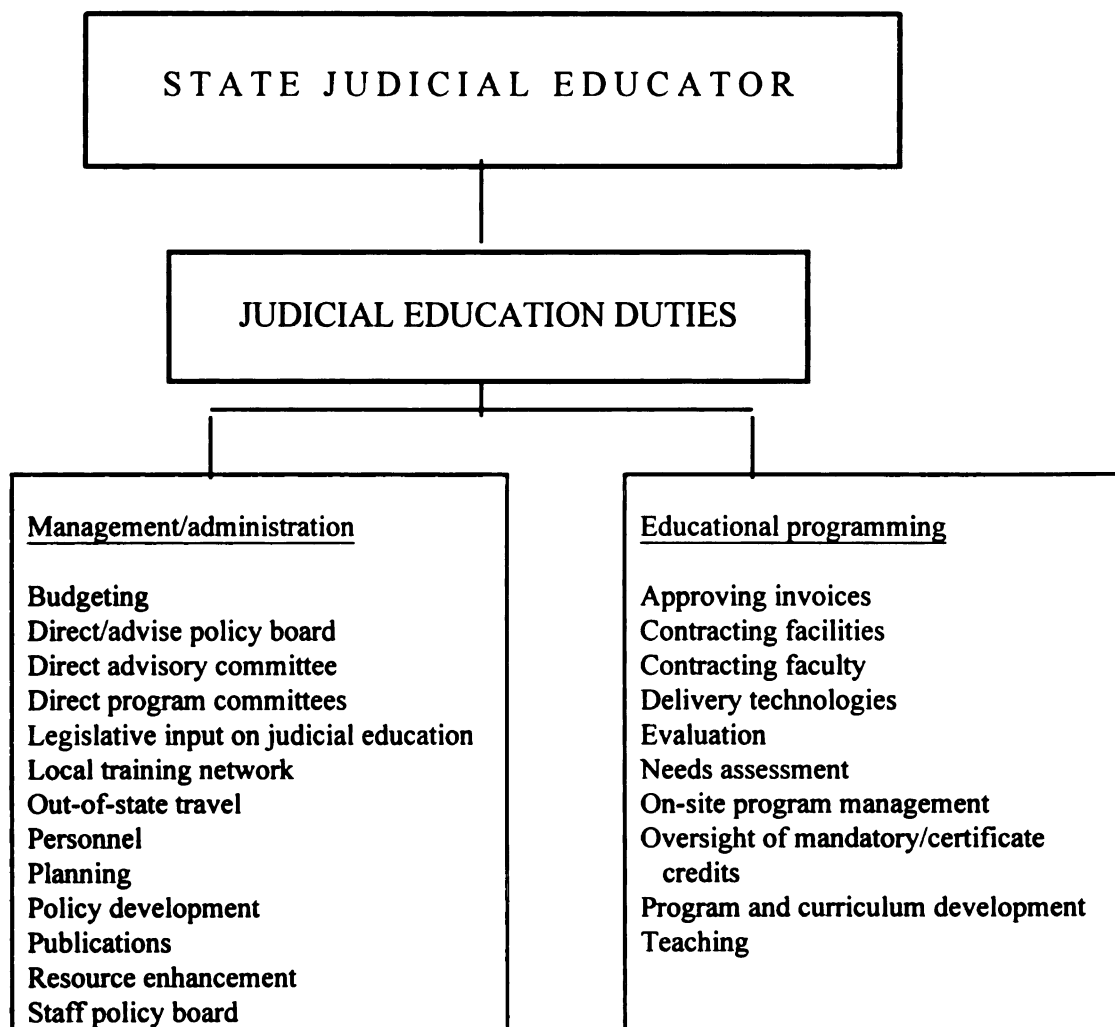 STATE JUDICIAL EDUCATOR
JUDICIAL EDUCATION DUTIES
Management/administration
Budgeting
Direct/advise policy board
Direct advisory committee
Direct program committees
Legislative input on judicial education
Local training network
Out-of-state travel
Personnel
Planning
Policy development
Publications
Resource enhancement
Staff policy board
Educational programming
Approving invoices
Contracting facilities
Contracting faculty
Delivery technologies
Evaluation
Needs assessment
On-site program management
Oversight of mandatory/certificate
credits
Program and curriculum development
Teaching